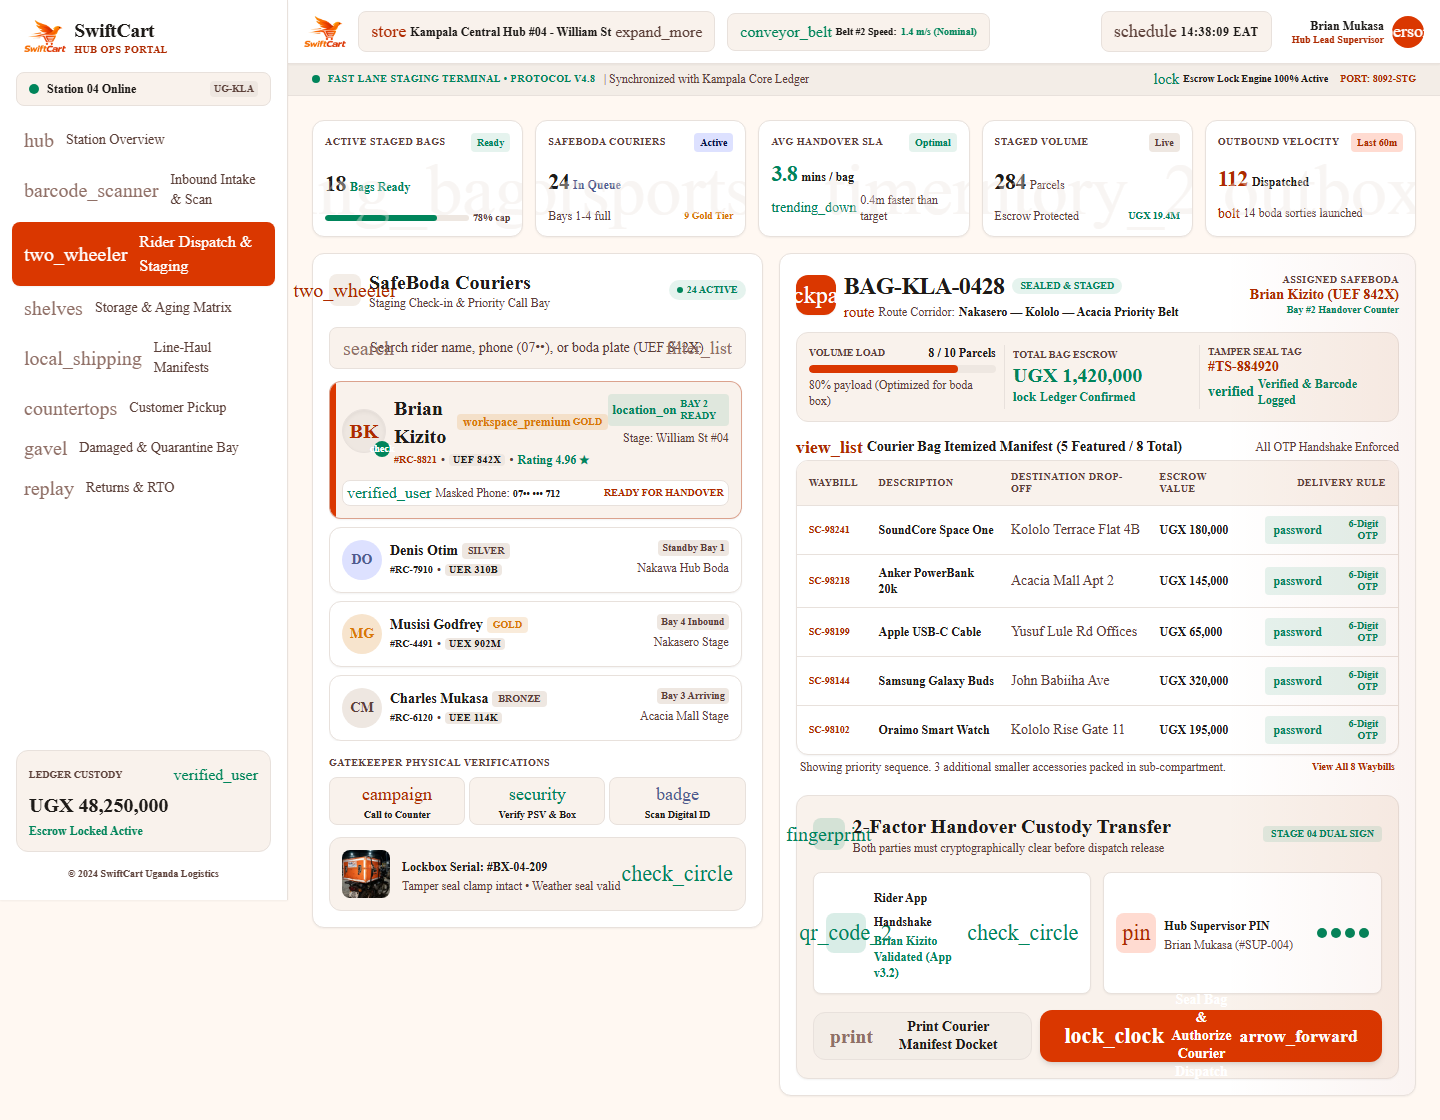 SwiftCart
SwiftCart
HUB OPS PORTAL
Station 04 Online
UG-KLA
hub Station Overview
barcode_scanner Inbound Intake
& Scan
two_wheeler Rider Dispatch &
Staging
shelves Storage & Aging Matrix
local_shipping Line-Haul
Manifests
countertops Customer Pickup
gavel Damaged & Quarantine Bay
replay Returns & RTO
LEDGER CUSTODY verified_user
UGX 48,250,000
Escrow Locked Active
© 2024 SwiftCart Uganda Logistics
SwiftCart
store Kampala Central Hub #04 - William St expand_more
conveyor_belt Belt #2 Speed: 1.4 m/s (Nominal)
schedule 14:38:09 EAT
Brian Mukasa
Hub Lead Supervisor
FAST LANE STAGING TERMINAL • PROTOCOL V4.8 | Synchronized with Kampala Core Ledger
lock Escrow Lock Engine 100% Active PORT: 8092-STG
ACTIVE STAGED BAGS Ready
18 Bags Ready
78% cap
SAFEBODA COURIERS Active
24 In Queue
Bays 1-4 full 9 Gold Tier
AVG HANDOVER SLA Optimal
3.8 mins / bag
trending_down 0.4m faster than
target
STAGED VOLUME Live
284 Parcels
Escrow Protected UGX 19.4M
OUTBOUND VELOCITY Last 60m
112 Dispatched
bolt 14 boda sorties launched
two_wheeler SafeBoda Couriers
Staging Check-in & Priority Call Bay
24 ACTIVE
search Search rider name, phone (07••), or boda plate (UEF 842X) filter_list
BK
Brian
Kizito
workspace_premium GOLD
location_on BAY 2
READY
Stage: William St #04
#RC-8821 • UEF 842X • Rating 4.96 ★
verified_user Masked Phone: 07•• ••• 712 READY FOR HANDOVER
DO Denis Otim SILVER Standby Bay 1
#RC-7910 • UER 310B Nakawa Hub Boda
MG Musisi Godfrey GOLD Bay 4 Inbound
#RC-4491 • UEX 902M Nakasero Stage
CM Charles Mukasa BRONZE Bay 3 Arriving
#RC-6120 • UEE 114K Acacia Mall Stage
GATEKEEPER PHYSICAL VERIFICATIONS
campaign
Call to Counter
security
Verify PSV & Box
badge
Scan Digital ID
Lockbox Serial: #BX-04-209
Tamper seal clamp intact • Weather seal valid
check_circle
BAG-KLA-0428 SEALED & STAGED
route Route Corridor: Nakasero — Kololo — Acacia Priority Belt
ASSIGNED SAFEBODA
Brian Kizito (UEF 842X)
Bay #2 Handover Counter
VOLUME LOAD 8 / 10 Parcels
80% payload (Optimized for boda
box)
TOTAL BAG ESCROW
UGX 1,420,000
lock Ledger Confirmed
TAMPER SEAL TAG
#TS-884920
verified Verified & Barcode
Logged
view_list Courier Bag Itemized Manifest (5 Featured / 8 Total) All OTP Handshake Enforced
WAYBILL DESCRIPTION DESTINATION DROP-
OFF ESCROW
VALUE DELIVERY RULE
SC-98241 SoundCore Space One Kololo Terrace Flat 4B UGX 180,000 password 6-Digit
OTP
SC-98218 Anker PowerBank
20k Acacia Mall Apt 2 UGX 145,000 password 6-Digit
OTP
SC-98199 Apple USB-C Cable Yusuf Lule Rd Offices UGX 65,000 password 6-Digit
OTP
SC-98144 Samsung Galaxy Buds John Babiiha Ave UGX 320,000 password 6-Digit
OTP
SC-98102 Oraimo Smart Watch Kololo Rise Gate 11 UGX 195,000 password 6-Digit
OTP
Showing priority sequence. 3 additional smaller accessories packed in sub-compartment. View All 8 Waybills
fingerprint 2-Factor Handover Custody Transfer
Both parties must cryptographically clear before dispatch release
STAGE 04 DUAL SIGN
qr_code_2
Rider App
Handshake
Brian Kizito
Validated (App
v3.2)
check_circle
pin Hub Supervisor PIN
Brian Mukasa (#SUP-004)
print Print Courier
Manifest Docket
lock_clock
Seal Bag
&
Authorize
Courier
Dispatch
arrow_forward